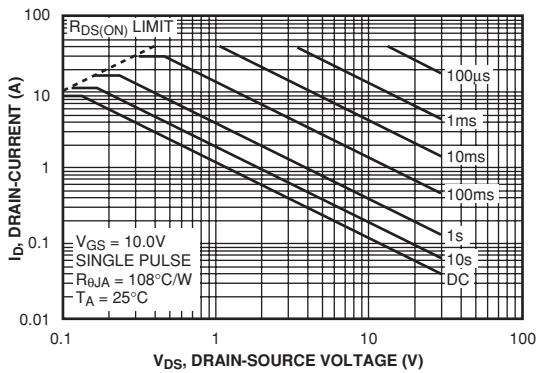 100
10
1
0.1
0.01
I_D, DRAIN-CURRENT (A)
R_DS(ON) LIMIT
100µs
1ms
10ms
100ms
1s
10s
DC
V_GS = 10.0V
SINGLE PULSE
R_θJA = 108°C/W
T_A = 25°C
0.1
1
10
100
V_DS, DRAIN-SOURCE VOLTAGE (V)